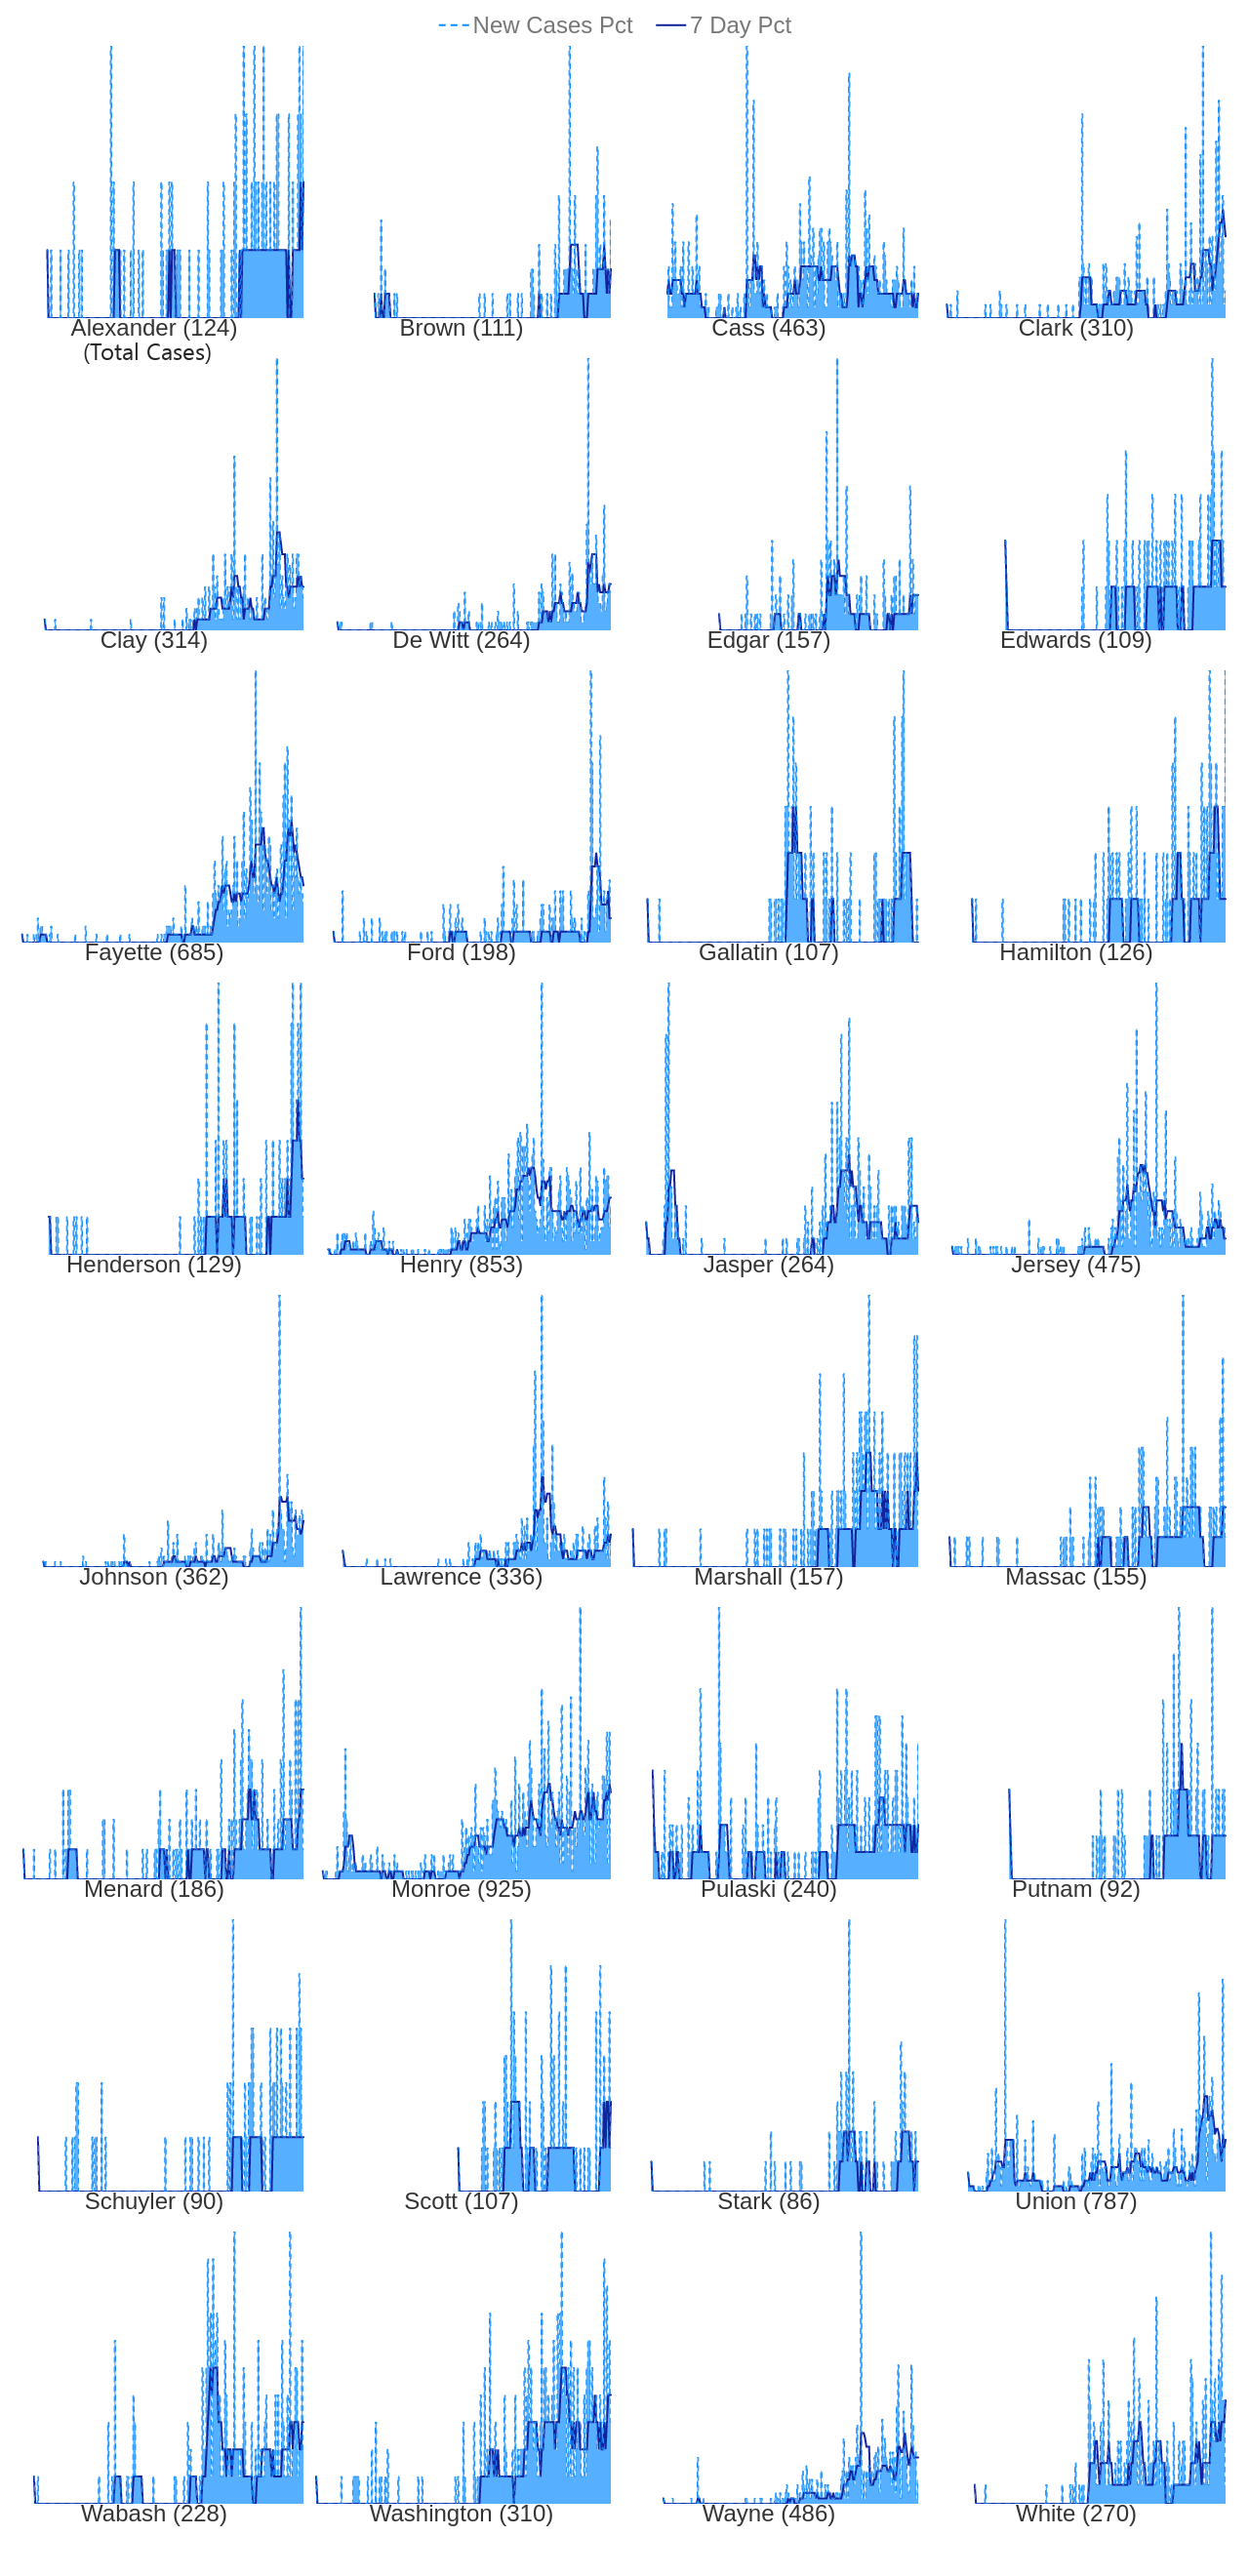 New Cases Pct 7 Day Pct
Alexander (124) Brown (111) Cass (463) Clark (310)
(Total Cases)
Clay (314) De Witt (264) Edgar (157) Edwards (109)
Fayette (685) Ford (198) Gallatin (107) Hamilton (126)
Henderson (129) Henry (853) Jasper (264) Jersey (475)
Johnson (362) Lawrence (336) Marshall (157) Massac (155)
Menard (186) Monroe (925) Pulaski (240) Putnam (92)
Schuyler (90) Scott (107) Stark (86) Union (787)
Wabash (228) Washington (310) Wayne (486) White (270)